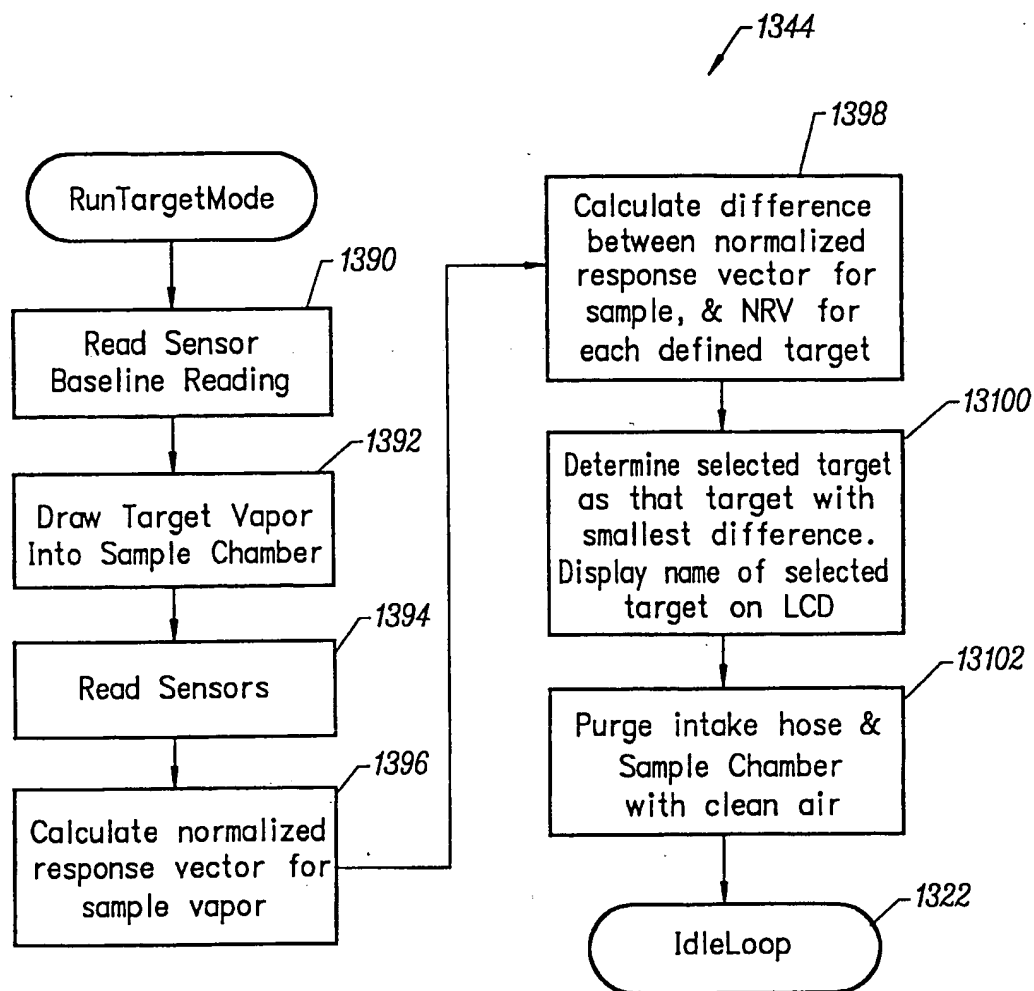 1344
RunTargetMode
1390
Read Sensor
Baseline Reading
1392
Draw Target Vapor
Into Sample Chamber
1394
Read Sensors
1396
Calculate normalized
response vector for
sample vapor
1398
Calculate difference
between normalized
response vector for
sample, & NRV for
each defined target
13100
Determine selected target
as that target with
smallest difference.
Display name of selected
target on LCD
13102
Purge intake hose &
Sample Chamber
with clean air
1322
IdleLoop